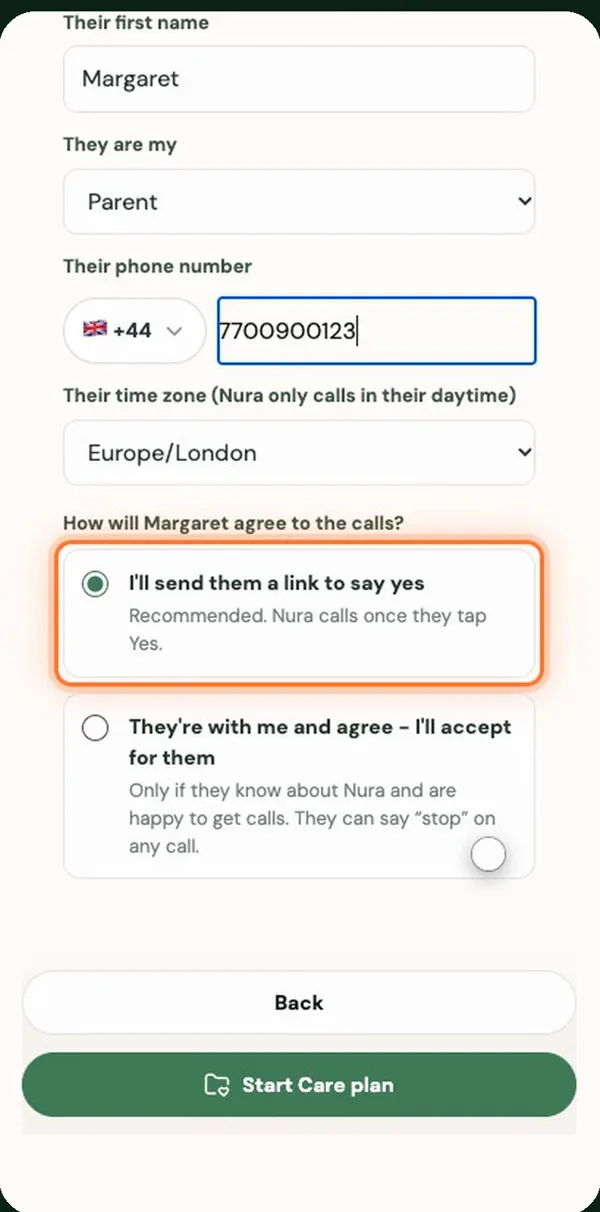 Their first name
Margaret
They are my
Parent
Their phone number
+44
7700900123
Their time zone (Nura only calls in their daytime)
Europe/London
How will Margaret agree to the calls?
I'll send them a link to say yes
Recommended. Nura calls once they tap
Yes.
They're with me and agree – I'll accept
for them
Only if they know about Nura and are
happy to get calls. They can say “stop” on
any call.
Back
Start Care plan